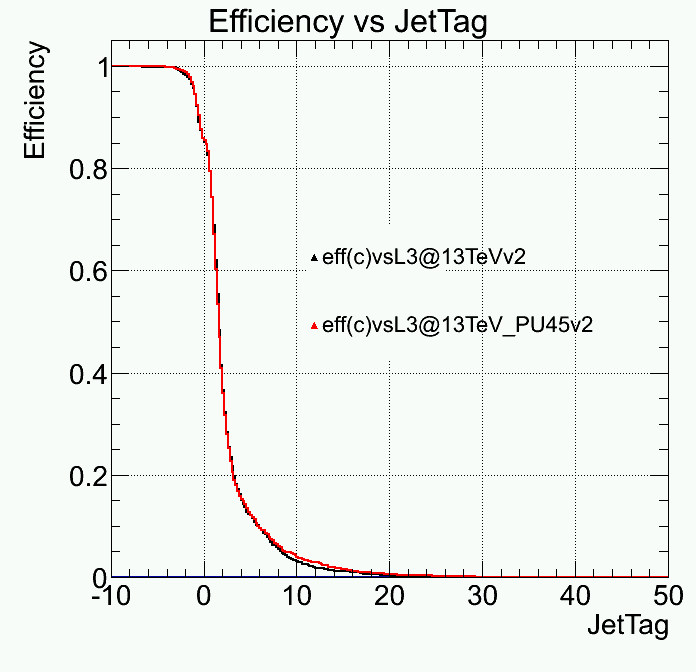 Efficiency vs JetTag
Efficiency
1
0.8
0.6
0.4
0.2
0
eff(c)vsL3@13TeVv2
eff(c)vsL3@13TeV_PU45v2
-10 0 10 20 30 40 50
JetTag